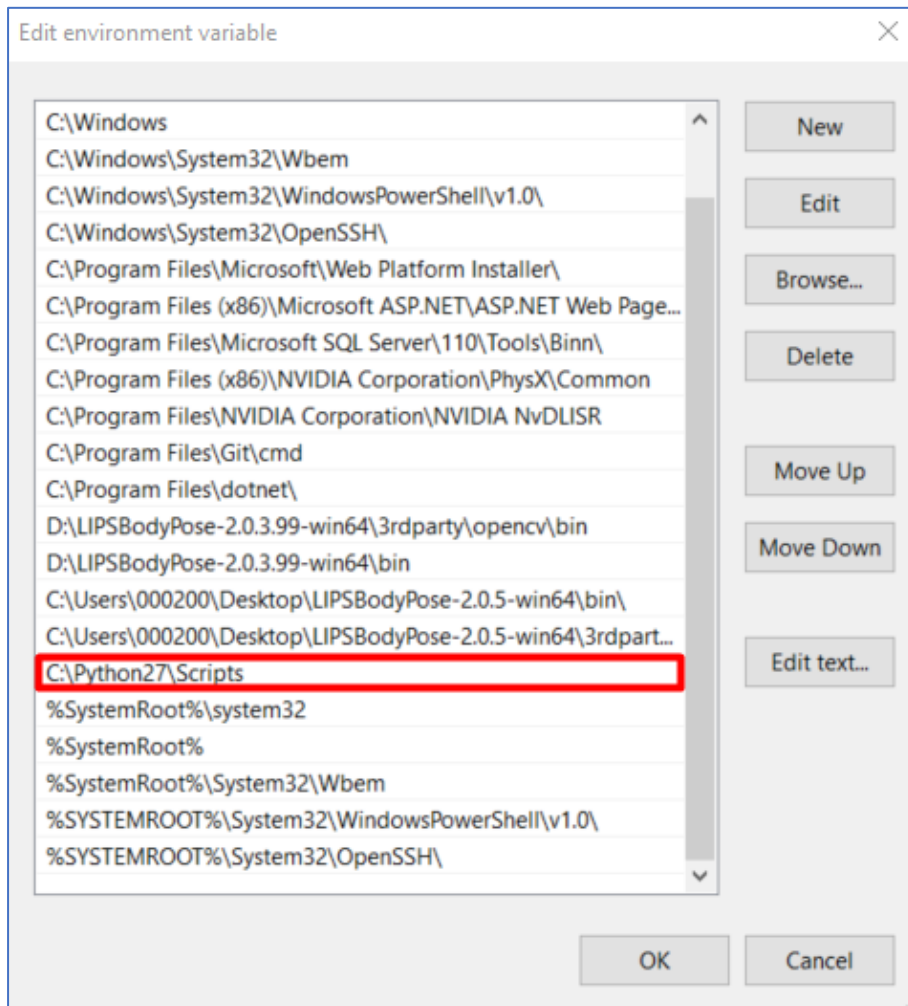 Edit environment variable
C:\Windows
C:\Windows\System32\Wbem
C:\Windows\System32\WindowsPowerShell\v1.0\
C:\Windows\System32\OpenSSH\
C:\Program Files\Microsoft\Web Platform Installer\
C:\Program Files (x86)\Microsoft ASP.NET\ASP.NET Web Page...
C:\Program Files\Microsoft SQL Server\110\Tools\Binn\
C:\Program Files (x86)\NVIDIA Corporation\PhysX\Common
C:\Program Files\NVIDIA Corporation\NVIDIA NvDLISR
C:\Program Files\Git\cmd
C:\Program Files\dotnet\
D:\LIPSBodyPose-2.0.3.99-win64\3rdparty\opencv\bin
D:\LIPSBodyPose-2.0.3.99-win64\bin
C:\Users\000200\Desktop\LIPSBodyPose-2.0.5-win64\bin\
C:\Users\000200\Desktop\LIPSBodyPose-2.0.5-win64\3rdpart...
C:\Python27\Scripts
%SystemRoot%\system32
%SystemRoot%
%SystemRoot%\System32\Wbem
%SYSTEMROOT%\System32\WindowsPowerShell\v1.0\
%SYSTEMROOT%\System32\OpenSSH\
New
Edit
Browse...
Delete
Move Up
Move Down
Edit text...
OK
Cancel